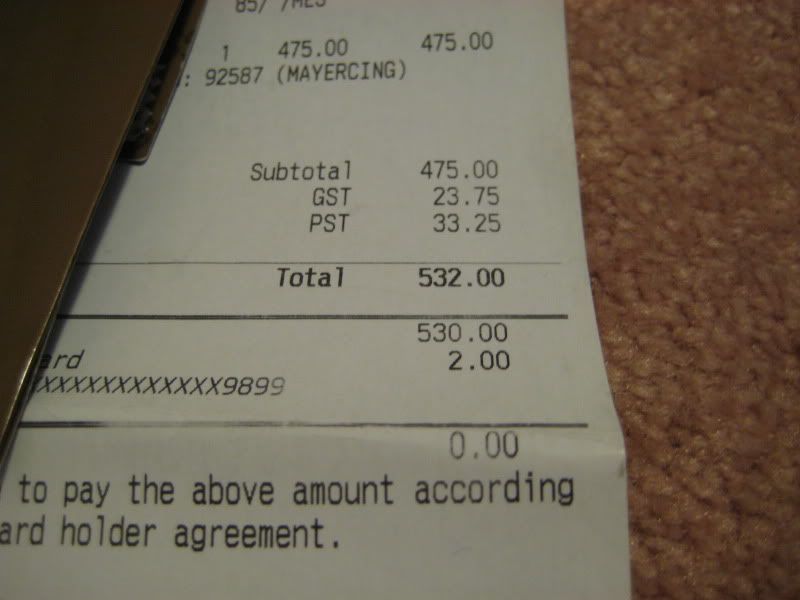 1 475.00 475.00
: 92587 (MAYERCING)
Subtotal 475.00
GST 23.75
PST 33.25
Total 532.00
530.00
ard 2.00
XXXXXXXXXXXXXX9899
0.00
to pay the above amount according
ard holder agreement.